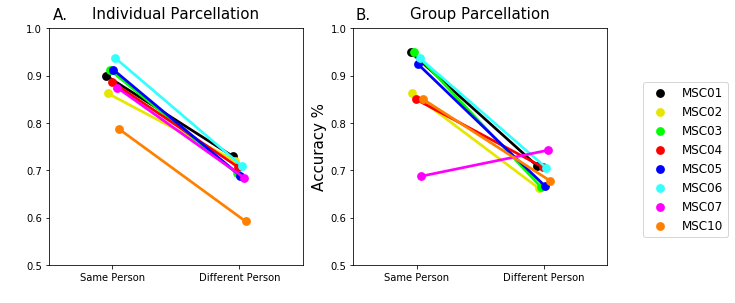 A.
Individual Parcellation
1.0
0.9
0.8
0.7
0.6
0.5
Same Person
Different Person
B.
Group Parcellation
Accuracy %
1.0
0.9
0.8
0.7
0.6
0.5
Same Person
Different Person
MSC01
MSC02
MSC03
MSC04
MSC05
MSC06
MSC07
MSC10